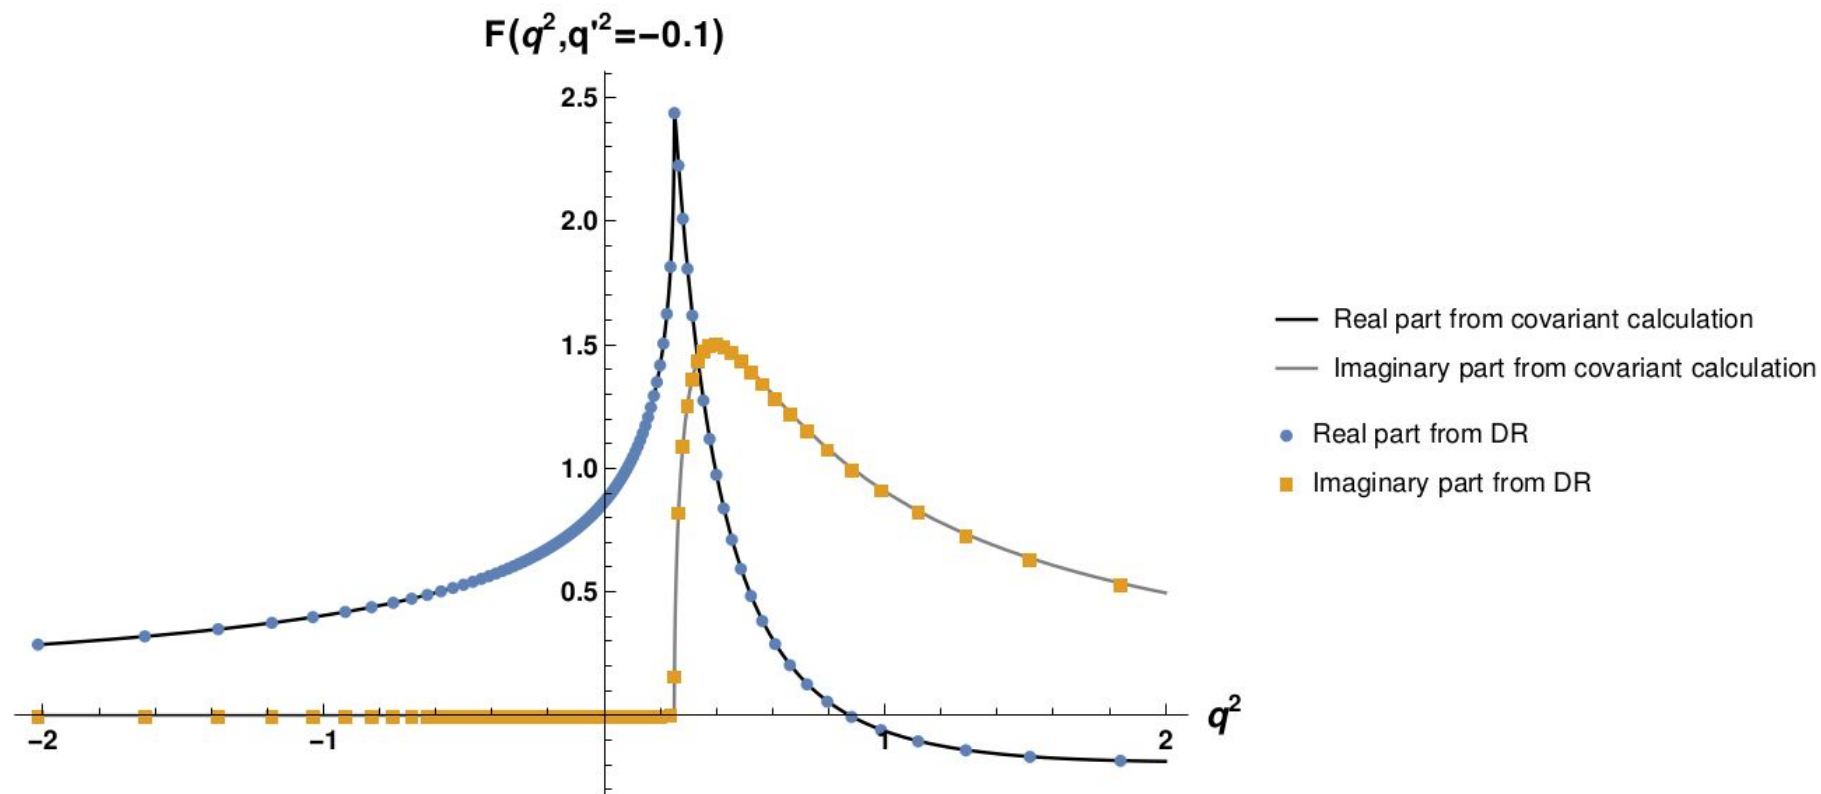 F(q²,q'²=−0.1)
2.5
2.0
1.5
1.0
0.5
−2
−1
1
2
q²
Real part from covariant calculation
Imaginary part from covariant calculation
Real part from DR
Imaginary part from DR